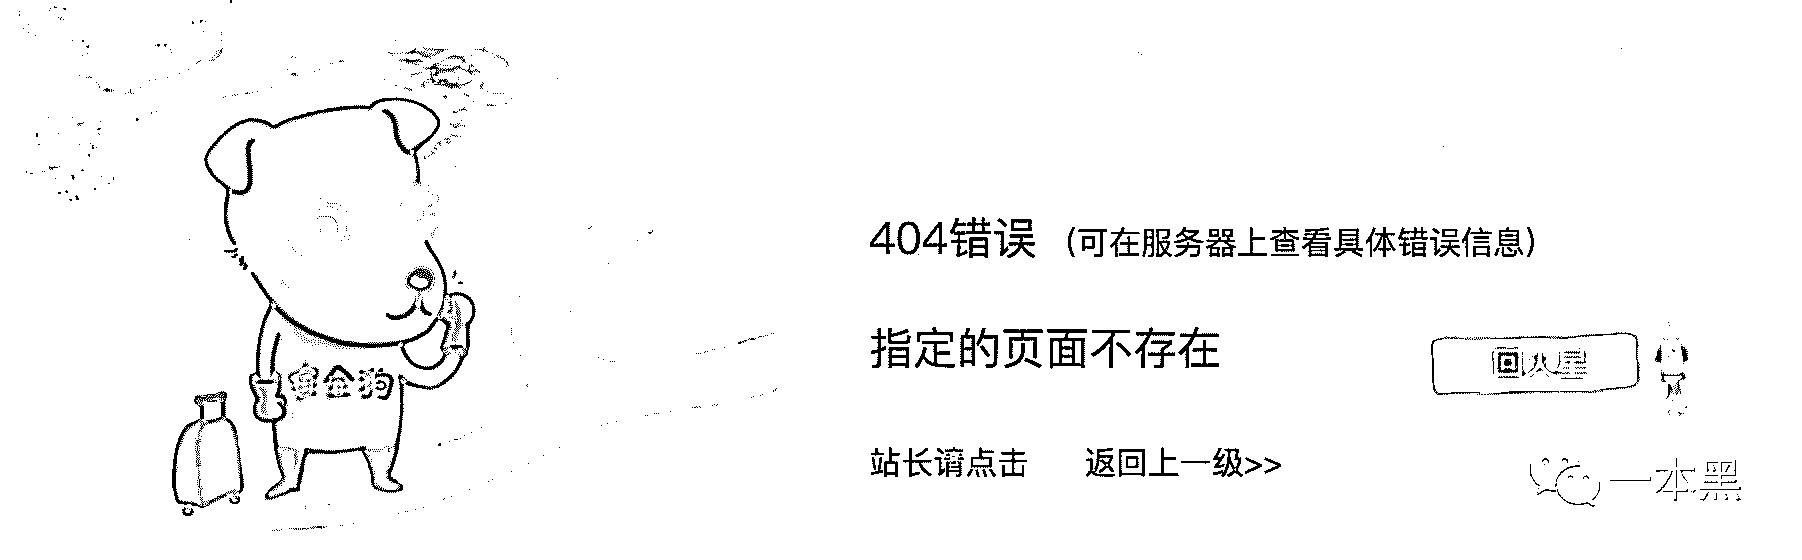 404错误 (可在服务器上查看具体错误信息)
指定的页面不存在
赏金狗
回火星
站长请点击 返回上一级>>
一本黑